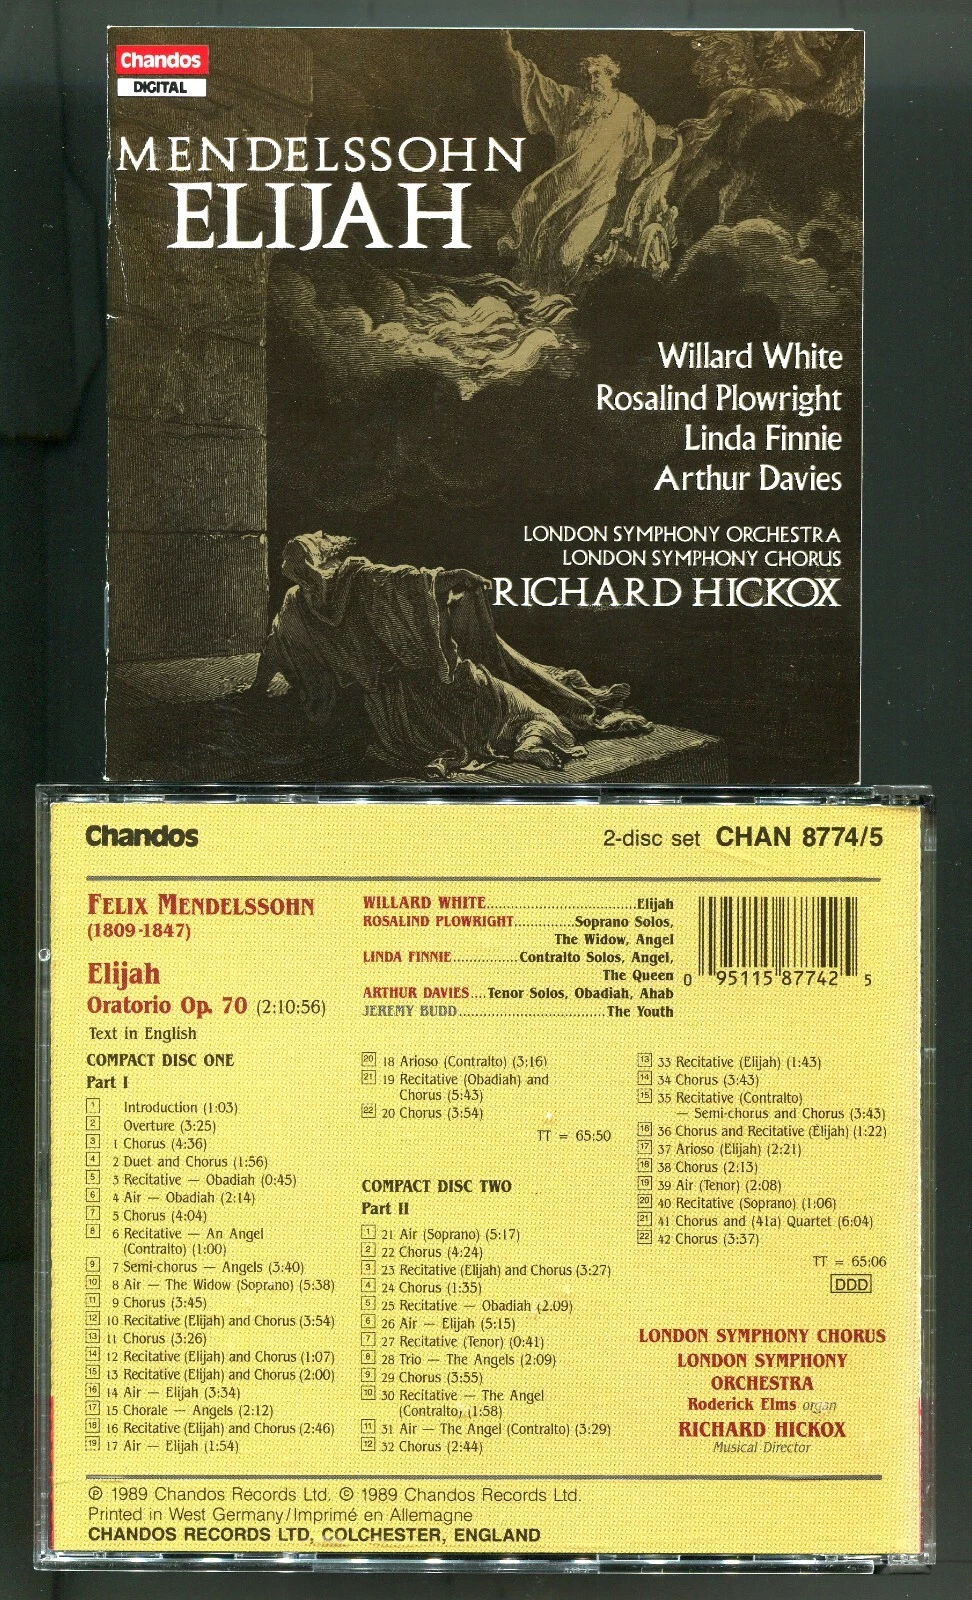 Chandos
DIGITAL
MENDELSSOHN
ELIJAH
Willard White
Rosalind Plowright
Linda Finnie
Arthur Davies
LONDON SYMPHONY ORCHESTRA
LONDON SYMPHONY CHORUS
RICHARD HICKOX
Chandos
2-disc set CHAN 8774/5
FELIX MENDELSSOHN
(1809-1847)
Elijah
Oratorio Op. 70 (2:10:56)
Text in English
WILLARD WHITE..............................Elijah
ROSALIND PLOWRIGHT............Soprano Solos,
The Widow, Angel
LINDA FINNIE.............Contralto Solos, Angel,
The Queen
ARTHUR DAVIES....Tenor Solos, Obadiah, Ahab
JEREMY BUDD.............................The Youth
0 95115 87742 5
COMPACT DISC ONE
Part I
1 Introduction (1:03)
2 Overture (3:25)
3 1 Chorus (4:36)
4 2 Duet and Chorus (1:56)
5 3 Recitative — Obadiah (0:45)
6 4 Air — Obadiah (2:14)
7 5 Chorus (4:04)
8 6 Recitative — An Angel
(Contralto) (1:00)
9 7 Semi-chorus — Angels (3:40)
10 8 Air — The Widow (Soprano) (5:38)
11 9 Chorus (3:45)
12 10 Recitative (Elijah) and Chorus (3:54)
13 11 Chorus (3:26)
14 12 Recitative (Elijah) and Chorus (1:07)
15 13 Recitative (Elijah) and Chorus (2:00)
16 14 Air — Elijah (3:34)
17 15 Chorale — Angels (2:12)
18 16 Recitative (Elijah) and Chorus (2:46)
19 17 Air — Elijah (1:54)
20 18 Arioso (Contralto) (3:16)
21 19 Recitative (Obadiah) and
Chorus (5:43)
22 20 Chorus (3:54)
TT = 65:50
COMPACT DISC TWO
Part II
1 21 Air (Soprano) (5:17)
2 22 Chorus (4:24)
3 23 Recitative (Elijah) and Chorus (3:27)
4 24 Chorus (1:35)
5 25 Recitative — Obadiah (2.09)
6 26 Air — Elijah (5:15)
7 27 Recitative (Tenor) (0:41)
8 28 Trio — The Angels (2:09)
9 29 Chorus (3:55)
10 30 Recitative — The Angel
(Contralto) (1:58)
11 31 Air — The Angel (Contralto) (3:29)
12 32 Chorus (2:44)
13 33 Recitative (Elijah) (1:43)
14 34 Chorus (3:43)
15 35 Recitative (Contralto)
— Semi-chorus and Chorus (3:43)
16 36 Chorus and Recitative (Elijah) (1:22)
17 37 Arioso (Elijah) (2:21)
18 38 Chorus (2:13)
19 39 Air (Tenor) (2:08)
20 40 Recitative (Soprano) (1:06)
21 41 Chorus and (41a) Quartet (6:04)
22 42 Chorus (3:37)
TT = 65:06
DDD
LONDON SYMPHONY CHORUS
LONDON SYMPHONY
ORCHESTRA
Roderick Elms organ
RICHARD HICKOX
Musical Director
℗ 1989 Chandos Records Ltd. © 1989 Chandos Records Ltd.
Printed in West Germany/Imprimé en Allemagne
CHANDOS RECORDS LTD, COLCHESTER, ENGLAND